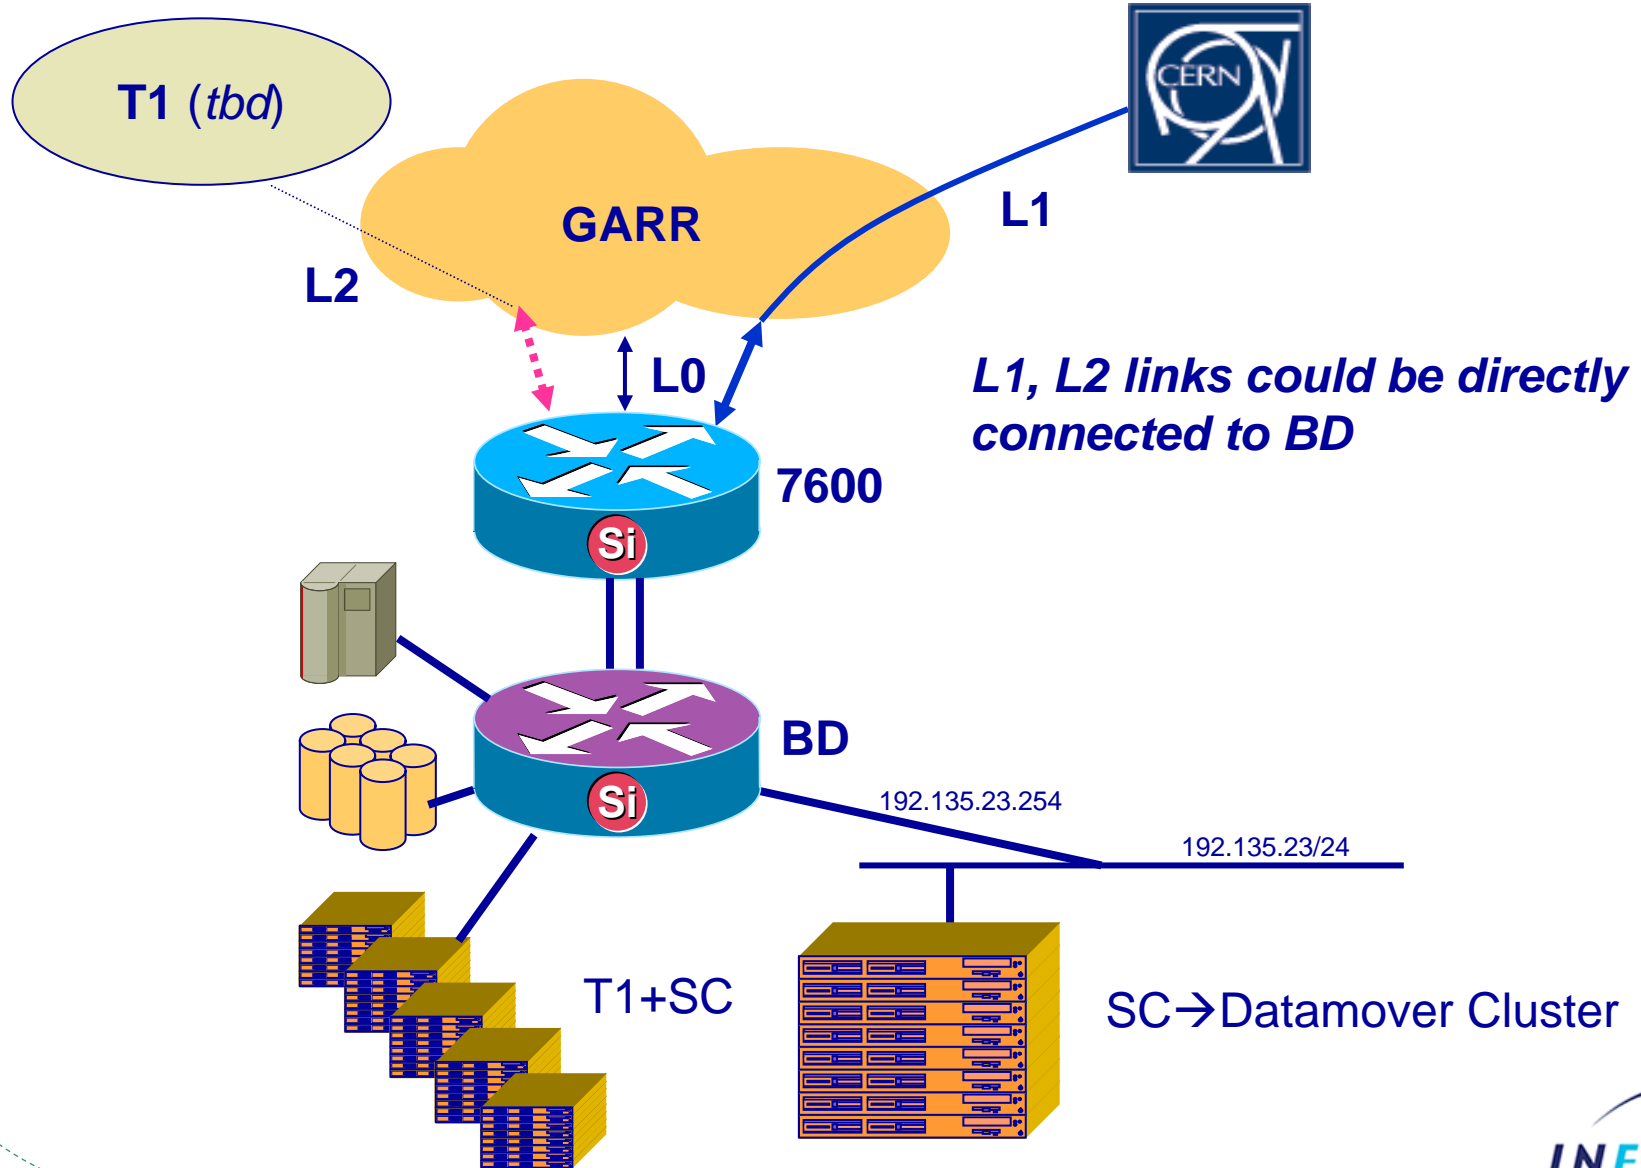 T1 (tbd)
CERN
GARR
L1
L2
L0
L1, L2 links could be directly
connected to BD
7600
Si
BD
Si
192.135.23.254
192.135.23/24
T1+SC
SC→Datamover Cluster